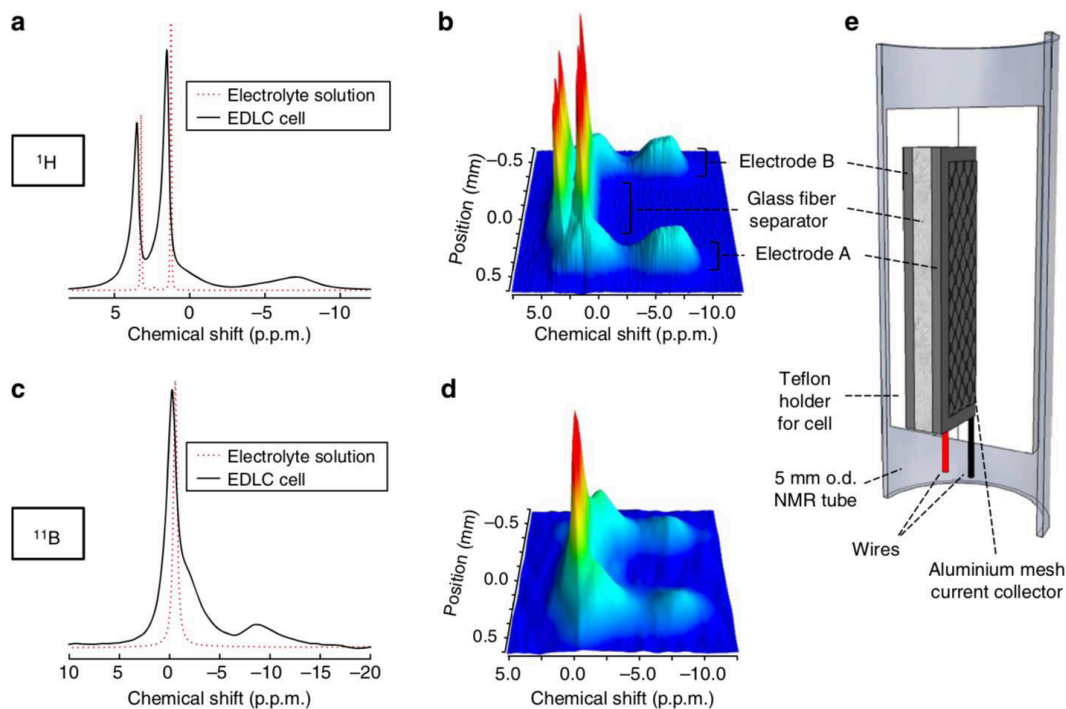 a
¹H
Electrolyte solution
EDLC cell
5 0 −5 −10
Chemical shift (p.p.m.)
b
−0.5
0.0
0.5
Position (mm)
5.0 0.0 −5.0 −10.0
Chemical shift (p.p.m.)
Electrode B
Glass fiber
separator
Electrode A
c
¹¹B
Electrolyte solution
EDLC cell
10 5 0 −5 −10 −15 −20
Chemical shift (p.p.m.)
d
−0.5
0.0
0.5
Position (mm)
5.0 0.0 −5.0 −10.0
Chemical shift (p.p.m.)
e
Teflon
holder
for cell
5 mm o.d.
NMR tube
Wires
Aluminium mesh
current collector